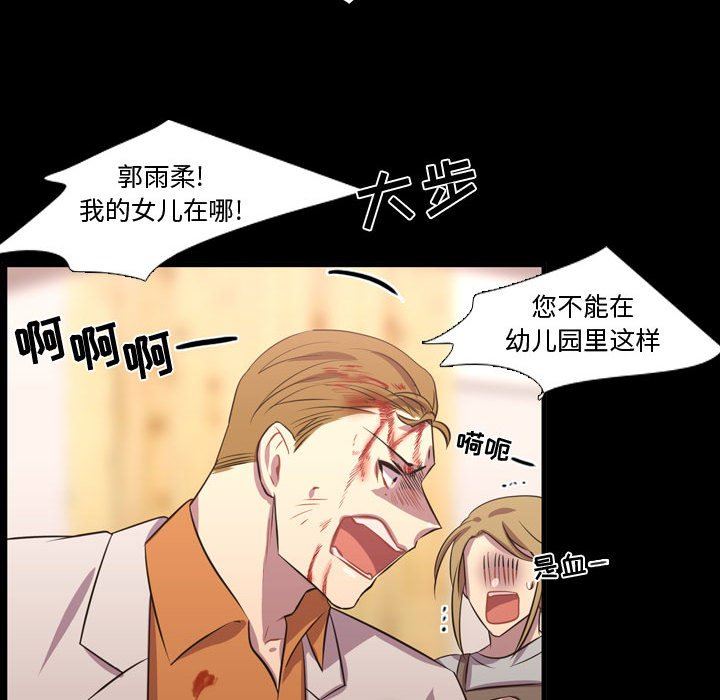 郭雨柔!
我的女儿在哪!
大步
您不能在
幼儿园里这样
啊啊啊一
嗬呃一
是血一